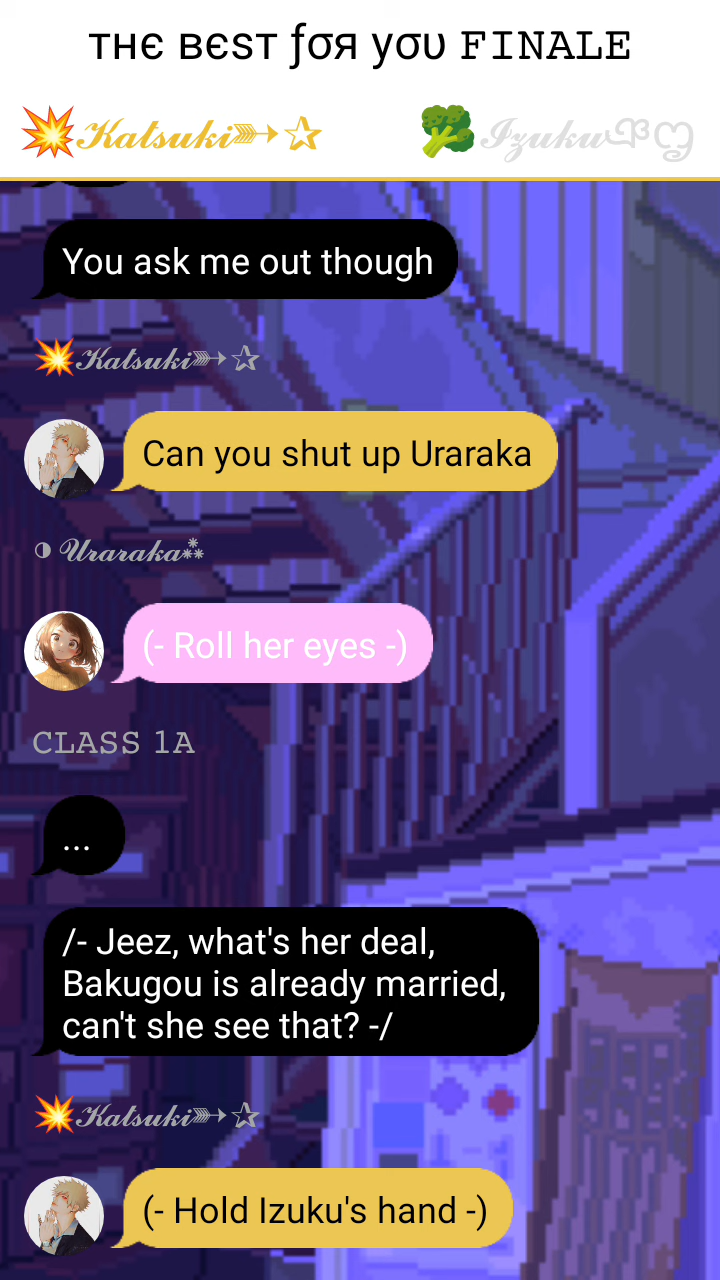 тнє вєѕт ʄσя уσυ 𝙵𝙸𝙽𝙰𝙻𝙴
💥𝓚𝓪𝓽𝓼𝓾𝓴𝓲➳✰ 🥦𝓘𝔃𝓾𝓴𝓾ঔღ
You ask me out though
💥𝓚𝓪𝓽𝓼𝓾𝓴𝓲➳✰
Can you shut up Uraraka
◑ 𝓤𝓻𝓪𝓻𝓪𝓴𝓪⁂
(- Roll her eyes -)
𝙲𝙻𝙰𝚂𝚂 𝟷𝙰
...
/- Jeez, what's her deal,
Bakugou is already married,
can't she see that? -/
💥𝓚𝓪𝓽𝓼𝓾𝓴𝓲➳✰
(- Hold Izuku's hand -)